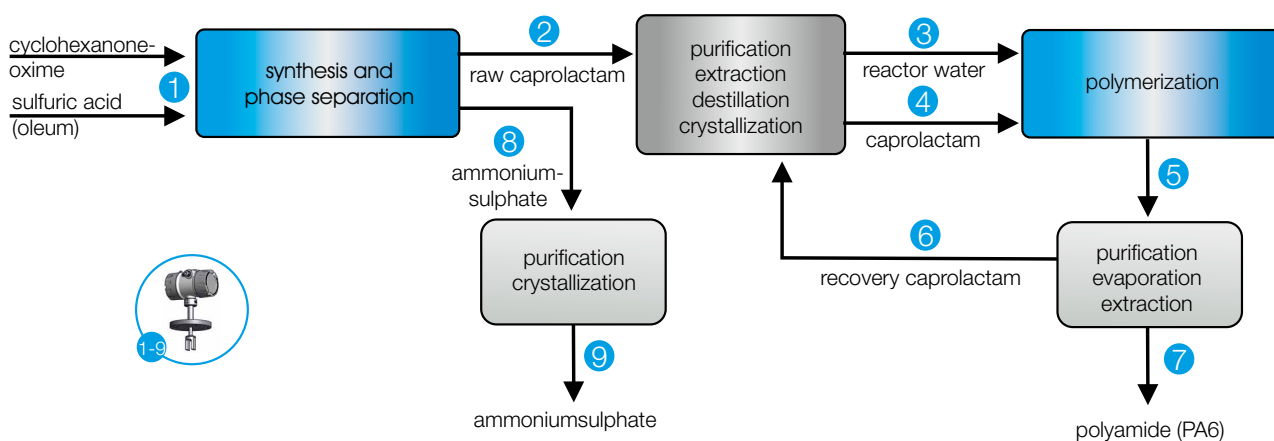 cyclohexanone-
oxime
1
sulfuric acid
(oleum)
synthesis and
phase separation
2
raw caprolactam
8
ammonium-
sulphate
purification
crystallization
9
ammoniumsulphate
purification
extraction
destillation
crystallization
3
reactor water
4
caprolactam
polymerization
5
6
recovery caprolactam
purification
evaporation
extraction
7
polyamide (PA6)
1-9